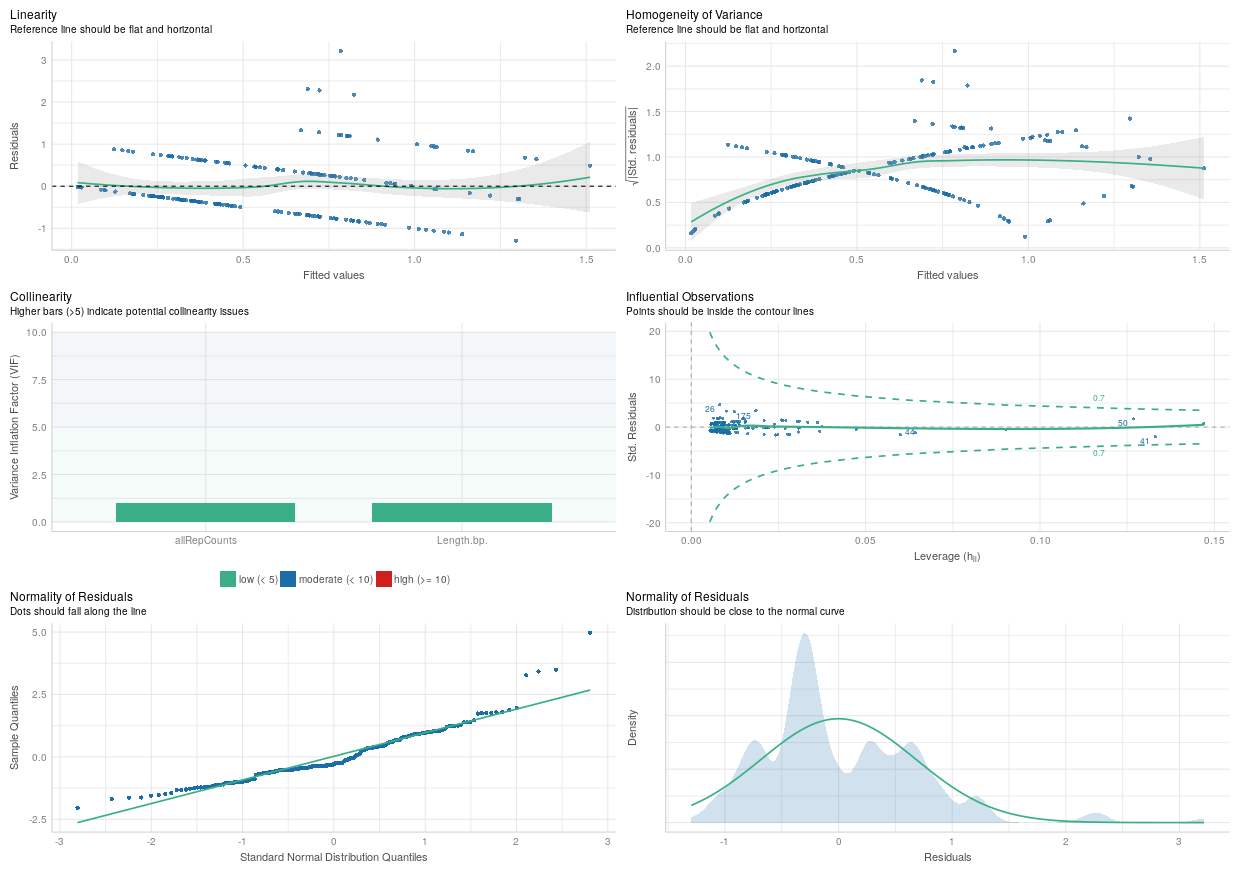 Linearity
Reference line should be flat and horizontal
3
2
1
0
-1
Residuals
0.0 0.5 1.0 1.5
Fitted values
Homogeneity of Variance
Reference line should be flat and horizontal
2.0
1.5
1.0
0.5
0.0
√|Std. residuals|
0.0 0.5 1.0 1.5
Fitted values
Collinearity
Higher bars (>5) indicate potential collinearity issues
10.0
7.5
5.0
2.5
0.0
Variance Inflation Factor (VIF)
allRepCounts Length.bp.
low (< 5) moderate (< 10) high (>= 10)
Influential Observations
Points should be inside the contour lines
20
10
0
-10
-20
Std. Residuals
0.7
26
175
50
44
41
0.7
0.00 0.05 0.10 0.15
Leverage (hii)
Normality of Residuals
Dots should fall along the line
5.0
2.5
0.0
-2.5
Sample Quantiles
-3 -2 -1 0 1 2 3
Standard Normal Distribution Quantiles
Normality of Residuals
Distribution should be close to the normal curve
Density
-1 0 1 2 3
Residuals